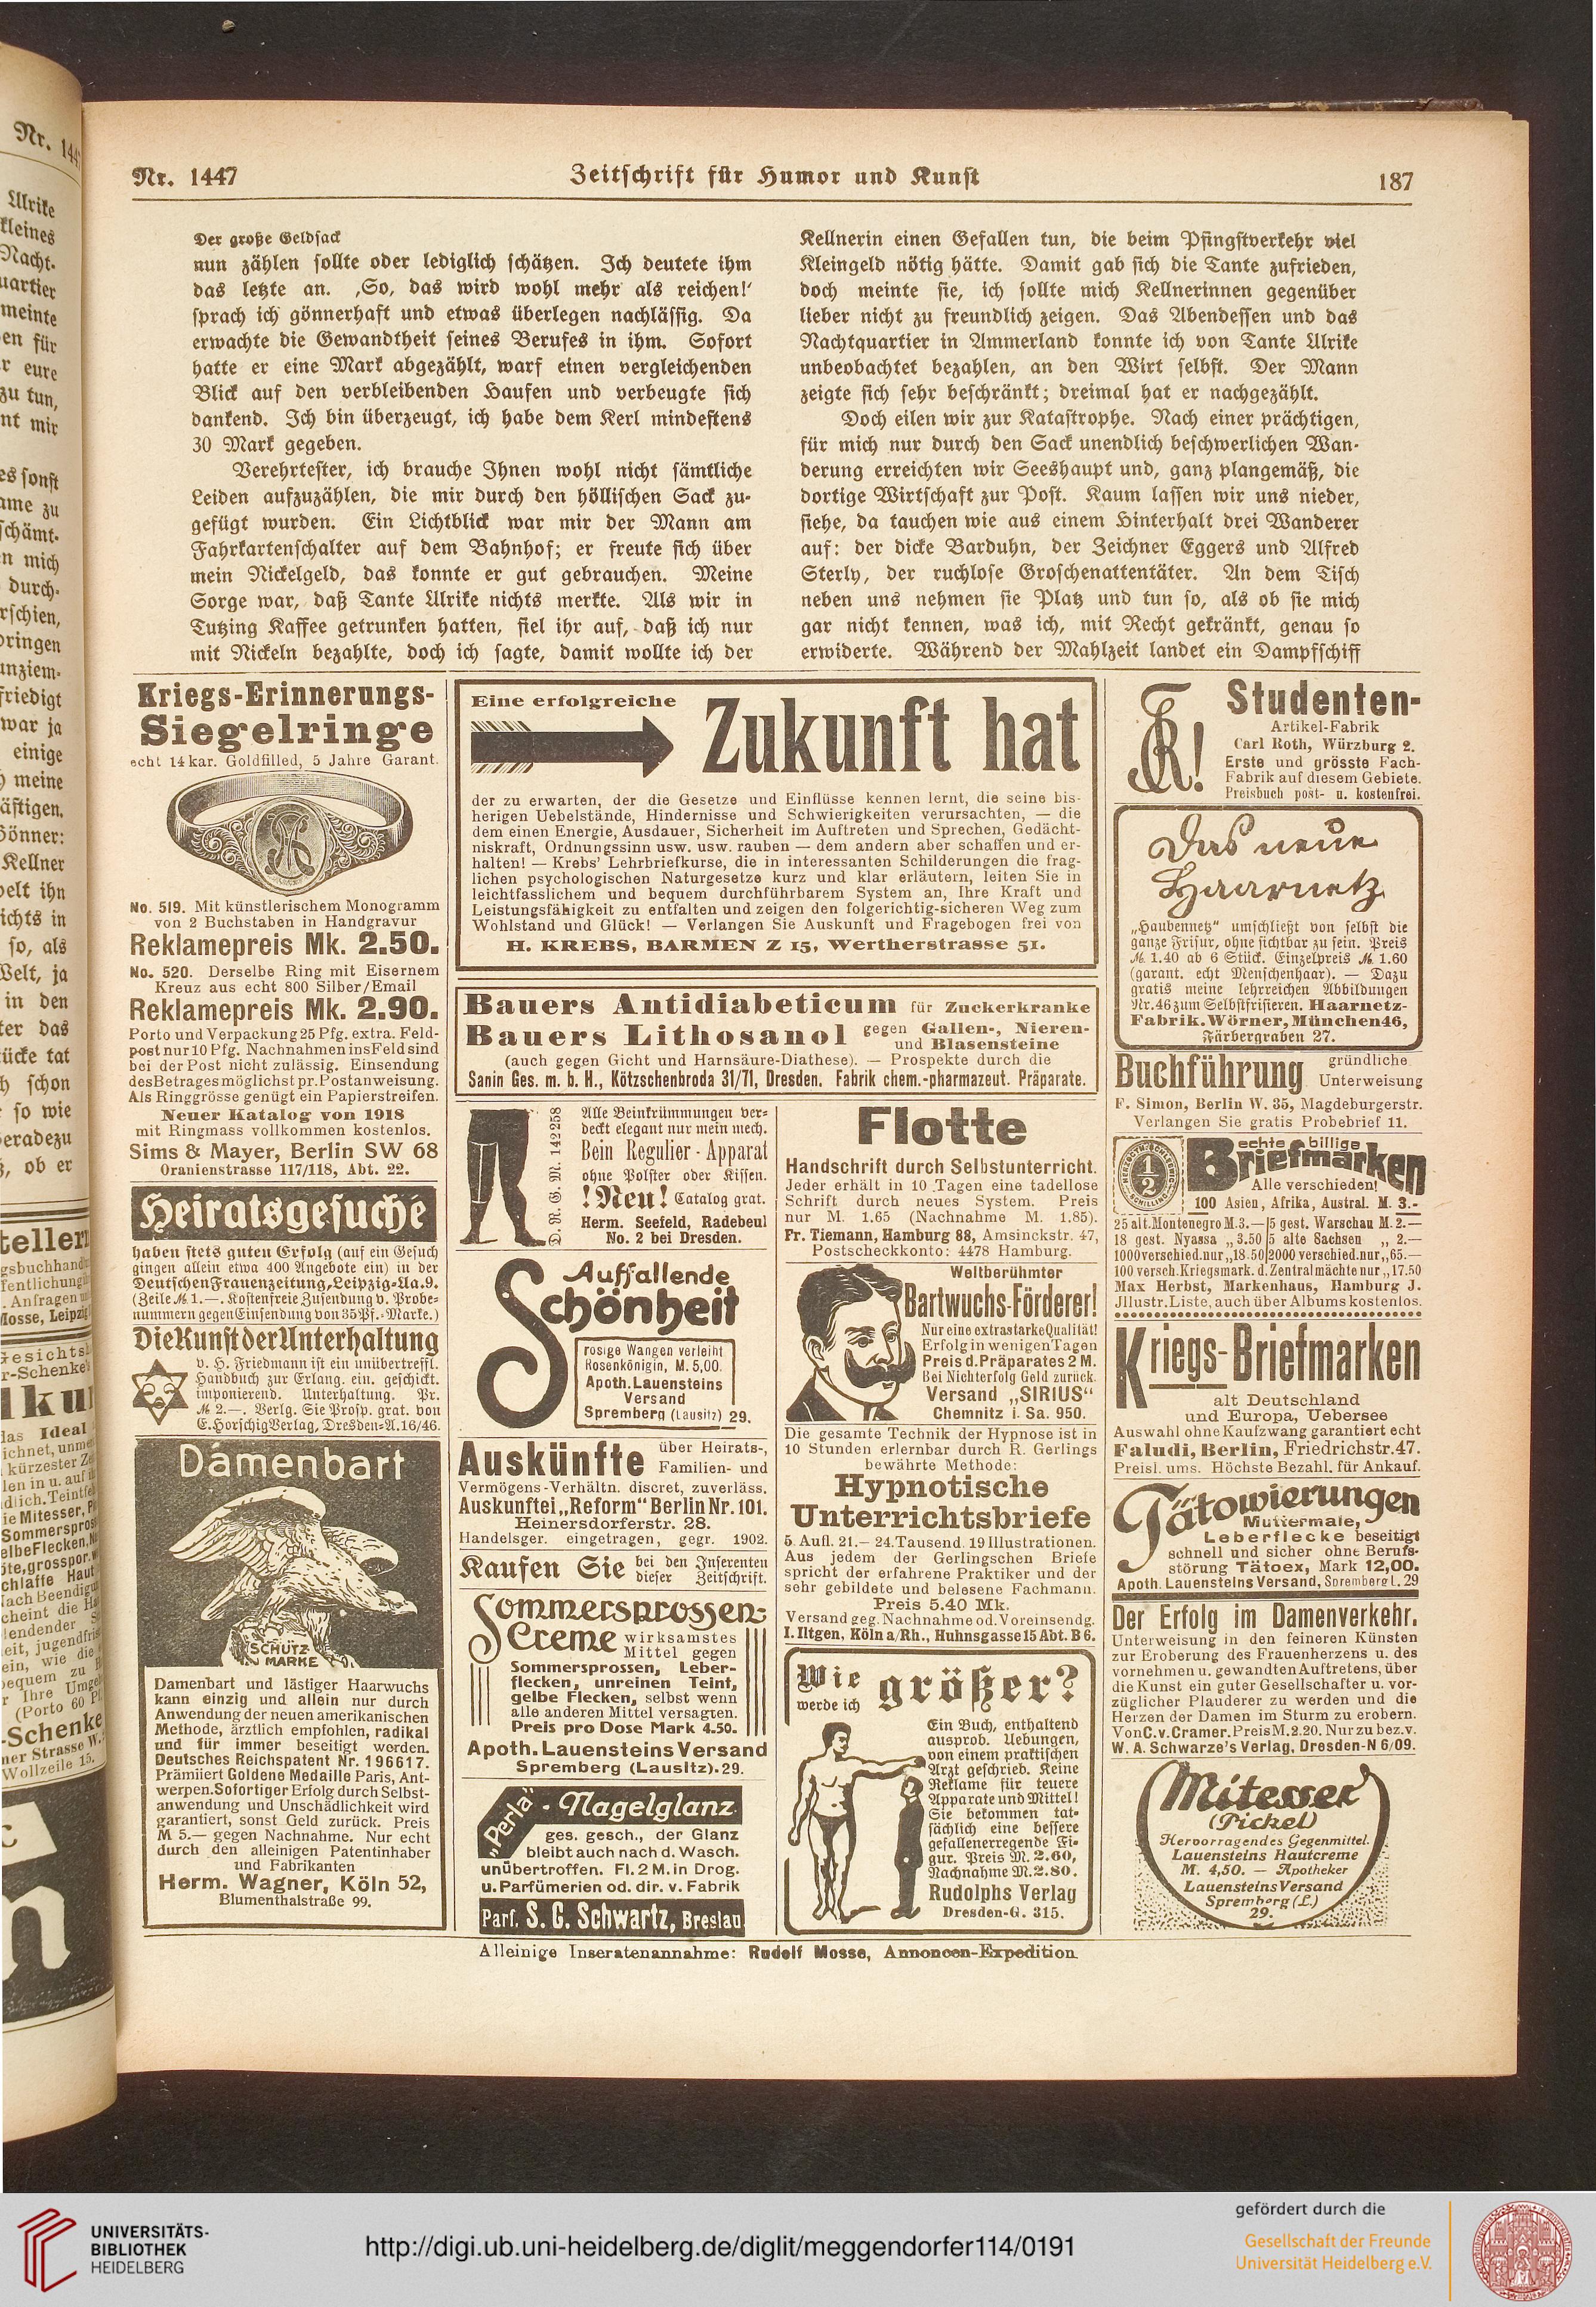 Nr. 1447
Zeitschrift für Humor und Kunst
187
Der große Geldsack
nun zählen sollte oder lediglich schätzen. Ich deutete ihm
das letzte an. ‚So, das wird wohl mehr als reichen!‘
sprach ich gönnerhaft und etwas überlegen nachlässig. Da
erwachte die Gewandtheit seines Berufes in ihm. Sofort
hatte er eine Mark abgezählt, warf einen vergleichenden
Blick auf den verbleibenden Haufen und verbeugte sich
dankend. Ich bin überzeugt, ich habe dem Kerl mindestens
30 Mark gegeben.
Verehrtester, ich brauche Ihnen wohl nicht sämtliche
Leiden aufzuzählen, die mir durch den höllischen Sack zu-
gefügt wurden. Ein Lichtblick war mir der Mann am
Fahrkartenschalter auf dem Bahnhof; er freute sich über
mein Nickelgeld, das konnte er gut gebrauchen. Meine
Sorge war, daß Tante Ulrike nichts merkte. Als wir in
Tutzing Kaffee getrunken hatten, fiel ihr auf, daß ich nur
mit Nickeln bezahlte, doch ich sagte, damit wollte ich der
Kellnerin einen Gefallen tun, die beim Pfingstverkehr viel
Kleingeld nötig hätte. Damit gab sich die Tante zufrieden,
doch meinte sie, ich sollte mich Kellnerinnen gegenüber
lieber nicht zu freundlich zeigen. Das Abendessen und das
Nachtquartier in Ammerland konnte ich von Tante Ulrike
unbeobachtet bezahlen, an den Wirt selbst. Der Mann
zeigte sich sehr beschränkt; dreimal hat er nachgezählt.
Doch eilen wir zur Katastrophe. Nach einer prächtigen,
für mich nur durch den Sack unendlich beschwerlichen Wan-
derung erreichten wir Seeshaupt und, ganz plangemäß, die
dortige Wirtschaft zur Post. Kaum lassen wir uns nieder,
siehe, da tauchen wie aus einem Hinterhalt drei Wanderer
auf: der dicke Barduhn, der Zeichner Eggers und Alfred
Sterly, der ruchlose Groschenattentäter. An dem Tisch
neben uns nehmen sie Platz und tun so, als ob sie mich
gar nicht kennen, was ich, mit Recht gekränkt, genau so
erwiderte. Während der Mahlzeit landet ein Dampfschiff
Kriegs-Erinnerungs-
Siegelringe
echt 14 kar. Goldfilled, 5 Jahre Garant.
No. 519. Mit künstlerischem Monogramm
von 2 Buchstaben in Handgravur
Reklamepreis Mk. 2.50.
No. 520. Derselbe Ring mit Eisernem
Kreuz aus echt 800 Silber/Email
Reklamepreis Mk. 2.90.
Porto und Verpackung 25 Pfg. extra. Feld-
post nur 10 Pfg. Nachnahmen ins Feld sind
bei der Post nicht zulässig. Einsendung
des Betrages möglichst pr. Postanweisung.
Als Ringgrösse genügt ein Papierstreifen.
Neuer Katalog von 1918
mit Ringmass vollkommen kostenlos.
Sims & Mayer, Berlin SW 68
Oranienstrasse 117/118, Abt. 22.
Heiratsgesuche
haben stets guten Erfolg (auf ein Gesuch
gingen allein etwa 400 Angebote ein) in der
Deutschen Frauenzeitung, Leipzig-Lla. 9.
(Zeile M 1.—. Kostenfreie Zusendung v. Probe-
nummern gegen Einsendung von 35 Pf.-Marke.)
Die Kunst der Unterhaltung
v. H. Friedmann ist ein unübertreffl.
Handbuch zur Erlang. ein. geschickt.
imponierend. Unterhaltung. Pr.
M 2.—. Verlg. Sie Prosp. grat. von
E. Horschig Verlag, Dresden-A. 16/46.
Damenbart
SCHUTZ
MARKE
Damenbart und lästiger Haarwuchs
kann einzig und allein nur durch
Anwendung der neuen amerikanischen
Methode, ärztlich empfohlen, radikal
und für immer beseitigt werden.
Deutsches Reichspatent Nr. 196617.
Prämiiert Goldene Medaille Paris, Ant-
werpen. Sofortiger Erfolg durch Selbst-
anwendung und Unschädlichkeit wird
garantiert, sonst Geld zurück. Preis
M 5.— gegen Nachnahme. Nur echt
durch den alleinigen Patentinhaber
und Fabrikanten
Herm. Wagner, Köln 52,
Blumenthalstraße 99.
Eine erfolgreiche
Zukunft hat
der zu erwarten, der die Gesetze und Einflüsse kennen lernt, die seine bis-
herigen Uebelstände, Hindernisse und Schwierigkeiten verursachten, — die
dem einen Energie, Ausdauer, Sicherheit im Auftreten und Sprechen, Gedächt-
niskraft, Ordnungssinn usw. usw. rauben — dem andern aber schaffen und er-
halten! — Krebs' Lehrbriefkurse, die in interessanten Schilderungen die frag-
lichen psychologischen Naturgesetze kurz und klar erläutern, leiten Sie in
leichtfasslichem und bequem durchführbarem System an, Ihre Kraft und
Leistungsfähigkeit zu entfalten und zeigen den folgerichtig-sicheren Weg zum
Wohlstand und Glück! — Verlangen Sie Auskunft und Fragebogen frei von
H. KREBS, BARMEN Z 15, Wertherstrasse 51.
Bauers Antidiabeticum für Zuckerkranke
Bauers Lithosanol gegen Gallen-, Nieren-
und Blasensteine
(auch gegen Gicht und Harnsäure-Diathese). — Prospekte durch die
Sanin Ges. m. b. H., Kötzschenbroda 31/71, Dresden. Fabrik chem.-pharmazeut. Präparate.
D. R. G. M. 142258
Alle Beinkrümmungen ver-
deckt elegant nur mein mech.
Bein Regulier-Apparat
ohne Polster oder Kissen.
! Neu! Catalog grat.
Herm. Seefeld, Radebeul
No. 2 bei Dresden.
Auffallende
Schönheit
rosige Wangen verleiht
Rosenkönigin, M. 5,00.
Apoth. Lauensteins
Versand
Spremberg (Lausitz) 29.
Auskünfte über Heirats-,
Familien- und
Vermögens-Verhältn. discret, zuverläss.
Auskunftei „Reform“ Berlin Nr. 101.
Heinersdorferstr. 28.
Handelsger. eingetragen, gegr. 1902.
Kaufen Sie bei den Inserenten
dieser Zeitschrift.
Sommersprossen-
Creme wirksamstes
Mittel gegen
Sommersprossen, Leber-
flecken, unreinen Teint,
gelbe Flecken, selbst wenn
alle anderen Mittel versagten.
Preis pro Dose Mark 4.50.
Apoth. Lauensteins Versand
Spremberg (Lausitz). 29.
„Perla“ - Nagelglanz
ges. gesch., der Glanz
bleibt auch nach d. Wasch.
unübertroffen. Fl. 2 M. in Drog.
u. Parfümerien od. dir. v. Fabrik
Parf. S. C. Schwartz, Breslau
Flotte
Handschrift durch Selbstunterricht.
Jeder erhält in 10 Tagen eine tadellose
Schrift durch neues System. Preis
nur M. 1.65 (Nachnahme M. 1.85).
Fr. Tiemann, Hamburg 88, Amsinckstr. 47,
Postscheckkonto: 4478 Hamburg.
Weltberühmter
Bartwuchs-Förderer!
Nur eine extra starke Qualität!
Erfolg in wenigen Tagen
Preis d. Präparates 2 M.
Bei Nichterfolg Geld zurück.
Versand „SIRIUS“
Chemnitz i. Sa. 950.
Die gesamte Technik der Hypnose ist in
10 Stunden erlernbar durch R. Gerlings
bewährte Methode:
Hypnotische
Unterrichtsbriefe
5. Aufl. 21.— 24. Tausend. 19 Illustrationen.
Aus jedem der Gerlingschen Briefe
spricht der erfahrene Praktiker und der
sehr gebildete und belesene Fachmann.
Preis 5.40 Mk.
Versand geg. Nachnahme od. Voreinsendg.
I. Iltgen, Köln a/Rh., Huhnsgasse 15 Abt. B 6.
Wie
werde ich größer?
Ein Buch, enthaltend
ausprob. Uebungen,
von einem praktischen
Arzt geschrieb. Keine
Reklame für teuere
Apparate und Mittel!
Sie bekommen tat-
sächlich eine bessere
gefallenerregende Fi-
gur. Preis M. 2.60,
Nachnahme M. 2.80.
Rudolphs Verlag
Dresden-G. 315.
Studenten-
Artikel-Fabrik
Carl Roth, Würzburg 2.
Erste und grösste Fach-
Fabrik auf diesem Gebiete.
Preisbuch post- u. kostenfrei.
Das neue
Haarnetz
„Haubennetz“ umschließt von selbst die
ganze Frisur, ohne sichtbar zu sein. Preis
M 1.40 ab 6 Stück. Einzelpreis M 1.60
(garant. echt Menschenhaar). — Dazu
gratis meine lehrreichen Abbildungen
Nr. 46 zum Selbstfrisieren. Haarnetz-
Fabrik. Wörner, München 46,
Färbergraben 27.
Buchführung gründliche
Unterweisung
F. Simon, Berlin W. 35, Magdeburgerstr.
Verlangen Sie gratis Probebrief 11.
echte billige
Briefmarken
Alle verschieden!
100 Asien, Afrika, Austral. M. 3.-
25 alt. Montenegro M. 3.— 5 gest. Warschau M. 2.—
18 gest. Nyassa „ 3.50 5 alte Sachsen „ 2.—
1000 verschied. nur „ 18.50 2000 verschied. nur „ 65.—
100 versch. Kriegsmark. d. Zentralmächte nur „ 17.50
Max Herbst, Markenhaus, Hamburg J.
Jllustr. Liste, auch über Albums kostenlos.
Kriegs-Briefmarken
alt Deutschland
und Europa, Uebersee
Auswahl ohne Kaufzwang garantiert echt
Faludi, Berlin, Friedrichstr. 47.
Preisl. ums. Höchste Bezahl. für Ankauf.
Tätowierungen
Muttermale,
Leberflecke beseitigt
schnell und sicher ohne Berufs-
störung Tätoex, Mark 12,00.
Apoth. Lauensteins Versand, Spremberg L. 29
Der Erfolg im Damenverkehr.
Unterweisung in den feineren Künsten
zur Eroberung des Frauenherzens u. des
vornehmen u. gewandten Auftretens, über
die Kunst ein guter Gesellschafter u. vor-
züglicher Plauderer zu werden und die
Herzen der Damen im Sturm zu erobern.
Von C. v. Cramer. Preis M. 2.20. Nur zu bez. v.
W. A. Schwarze's Verlag, Dresden-N 6/09.
Mitesser
(Pickel)
Hervorragendes Gegenmittel.
Lauensteins Hautcreme
M. 4,50. — Apotheker
Lauensteins Versand
Spremberg (L.)
29.
Alleinige Inseratenannahme: Rudolf Mosse, Annoncen-Expedition
UNIVERSITÄTS-
BIBLIOTHEK
HEIDELBERG
http://digi.ub.uni-heidelberg.de/diglit/meggendorfer114/0191
gefördert durch die
Gesellschaft der Freunde
Universität Heidelberg e.V.